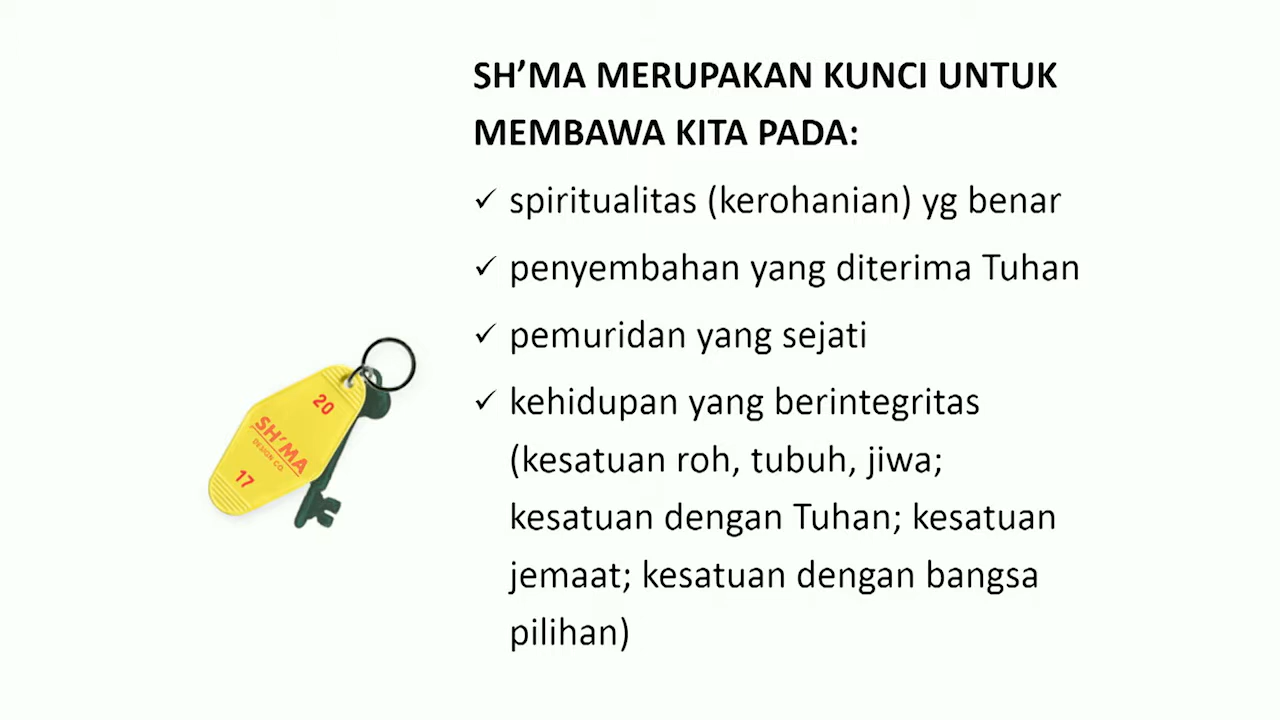 SH’MA MERUPAKAN KUNCI UNTUK
MEMBAWA KITA PADA:
✓ spiritualitas (kerohanian) yg benar
✓ penyembahan yang diterima Tuhan
✓ pemuridan yang sejati
✓ kehidupan yang berintegritas
(kesatuan roh, tubuh, jiwa;
kesatuan dengan Tuhan; kesatuan
jemaat; kesatuan dengan bangsa
pilihan)
20
SH'MA
DESIGN CO.
17